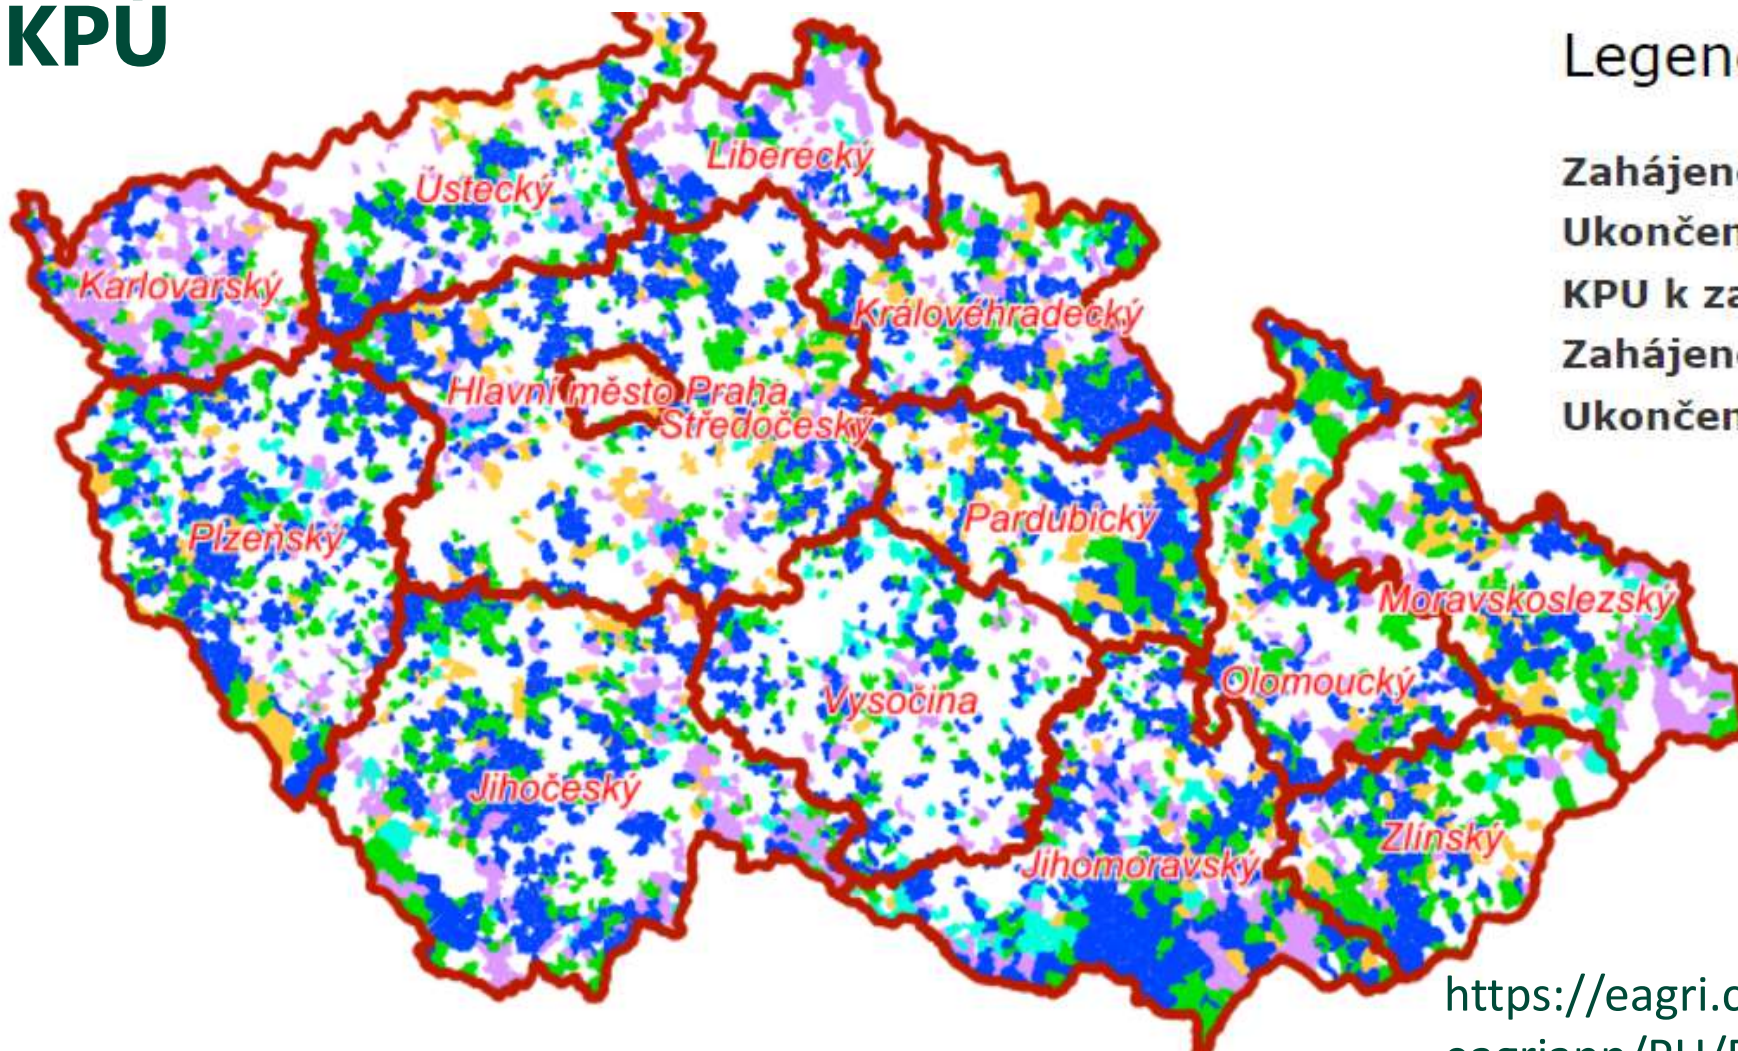 KPÚ
Legen
Zahájen
Ukončen
KPU k za
Zahájen
Ukončen
Liberecký
Ústecký
Karlovarský
Královéhradecký
Hlavní město Praha
Středočeský
Pardubický
Plzeňský
Moravskoslezský
Olomoucký
Vysočina
Jihočeský
Zlínský
Jihomoravský
https://eagri.c